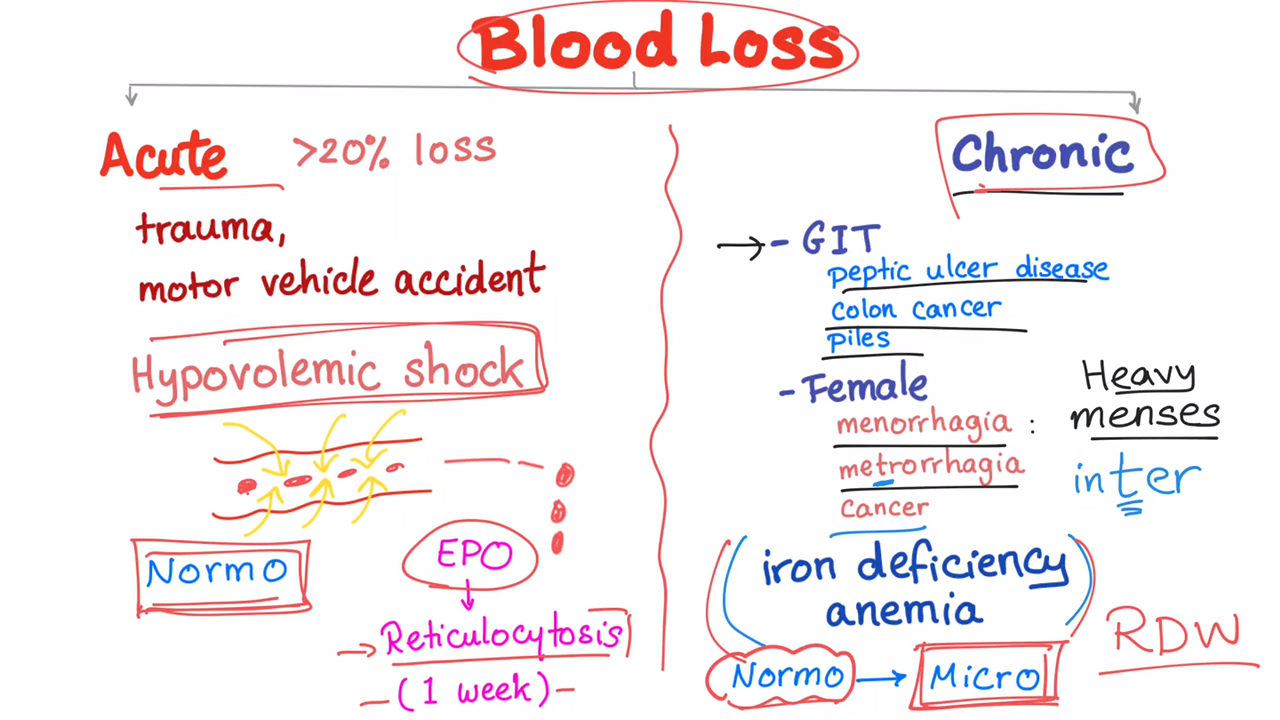 Blood Loss
Acute >20% loss
trauma,
motor vehicle accident
Hypovolemic shock
Normo
EPO
Reticulocytosis
(1 week)
Chronic
- GIT
peptic ulcer disease
colon cancer
piles
- Female
menorrhagia : Heavy menses
metrorrhagia inter
cancer
iron deficiency
anemia
Normo → Micro
RDW